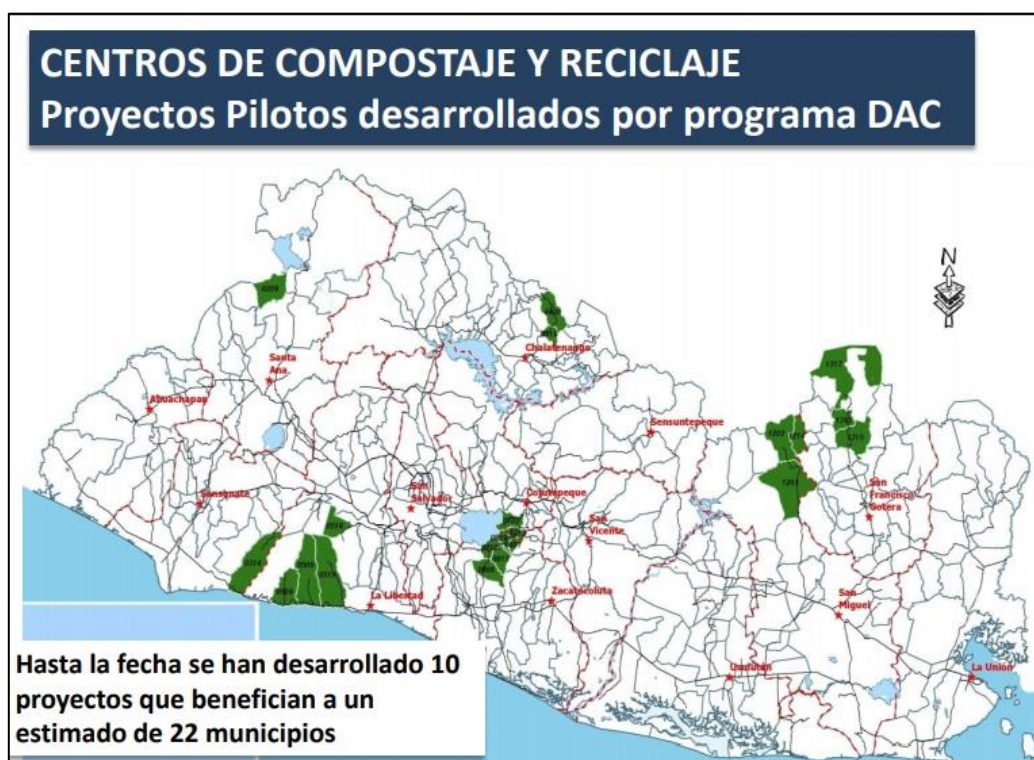 CENTROS DE COMPOSTAJE Y RECICLAJE
Proyectos Pilotos desarrollados por programa DAC
N
Chalatenango
Santa
Ana
Ahuachapan
Sensuntepeque
Sonsonate
San
Salvador
Cojutepeque
San
Vicente
San
Francisco
Gotera
La Libertad
Zacatecoluca
San
Miguel
Usulutan
La Union
Hasta la fecha se han desarrollado 10
proyectos que benefician a un
estimado de 22 municipios